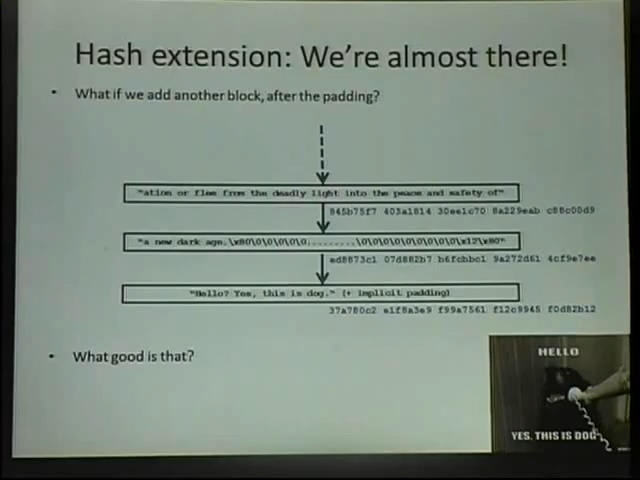 Hash extension: We're almost there!
• What if we add another block, after the padding?
"ation or flee from the deadly light into the peace and safety of"
845b75f7 403a1814 30ee1c70 8a229eab c88c00d9
"a new dark age.\x80\0\0\0\0\0.........\0\0\0\0\0\0\0\0\0\x12\x80"
ed8873c1 07d882b7 b6fcbbc1 9a272d61 4cf9e7ee
"Hello? Yes, this is dog." (+ implicit padding)
37a780c2 e1f8a3e9 f99a7561 f12c9945 f0d82b12
• What good is that?
HELLO
YES, THIS IS DOG